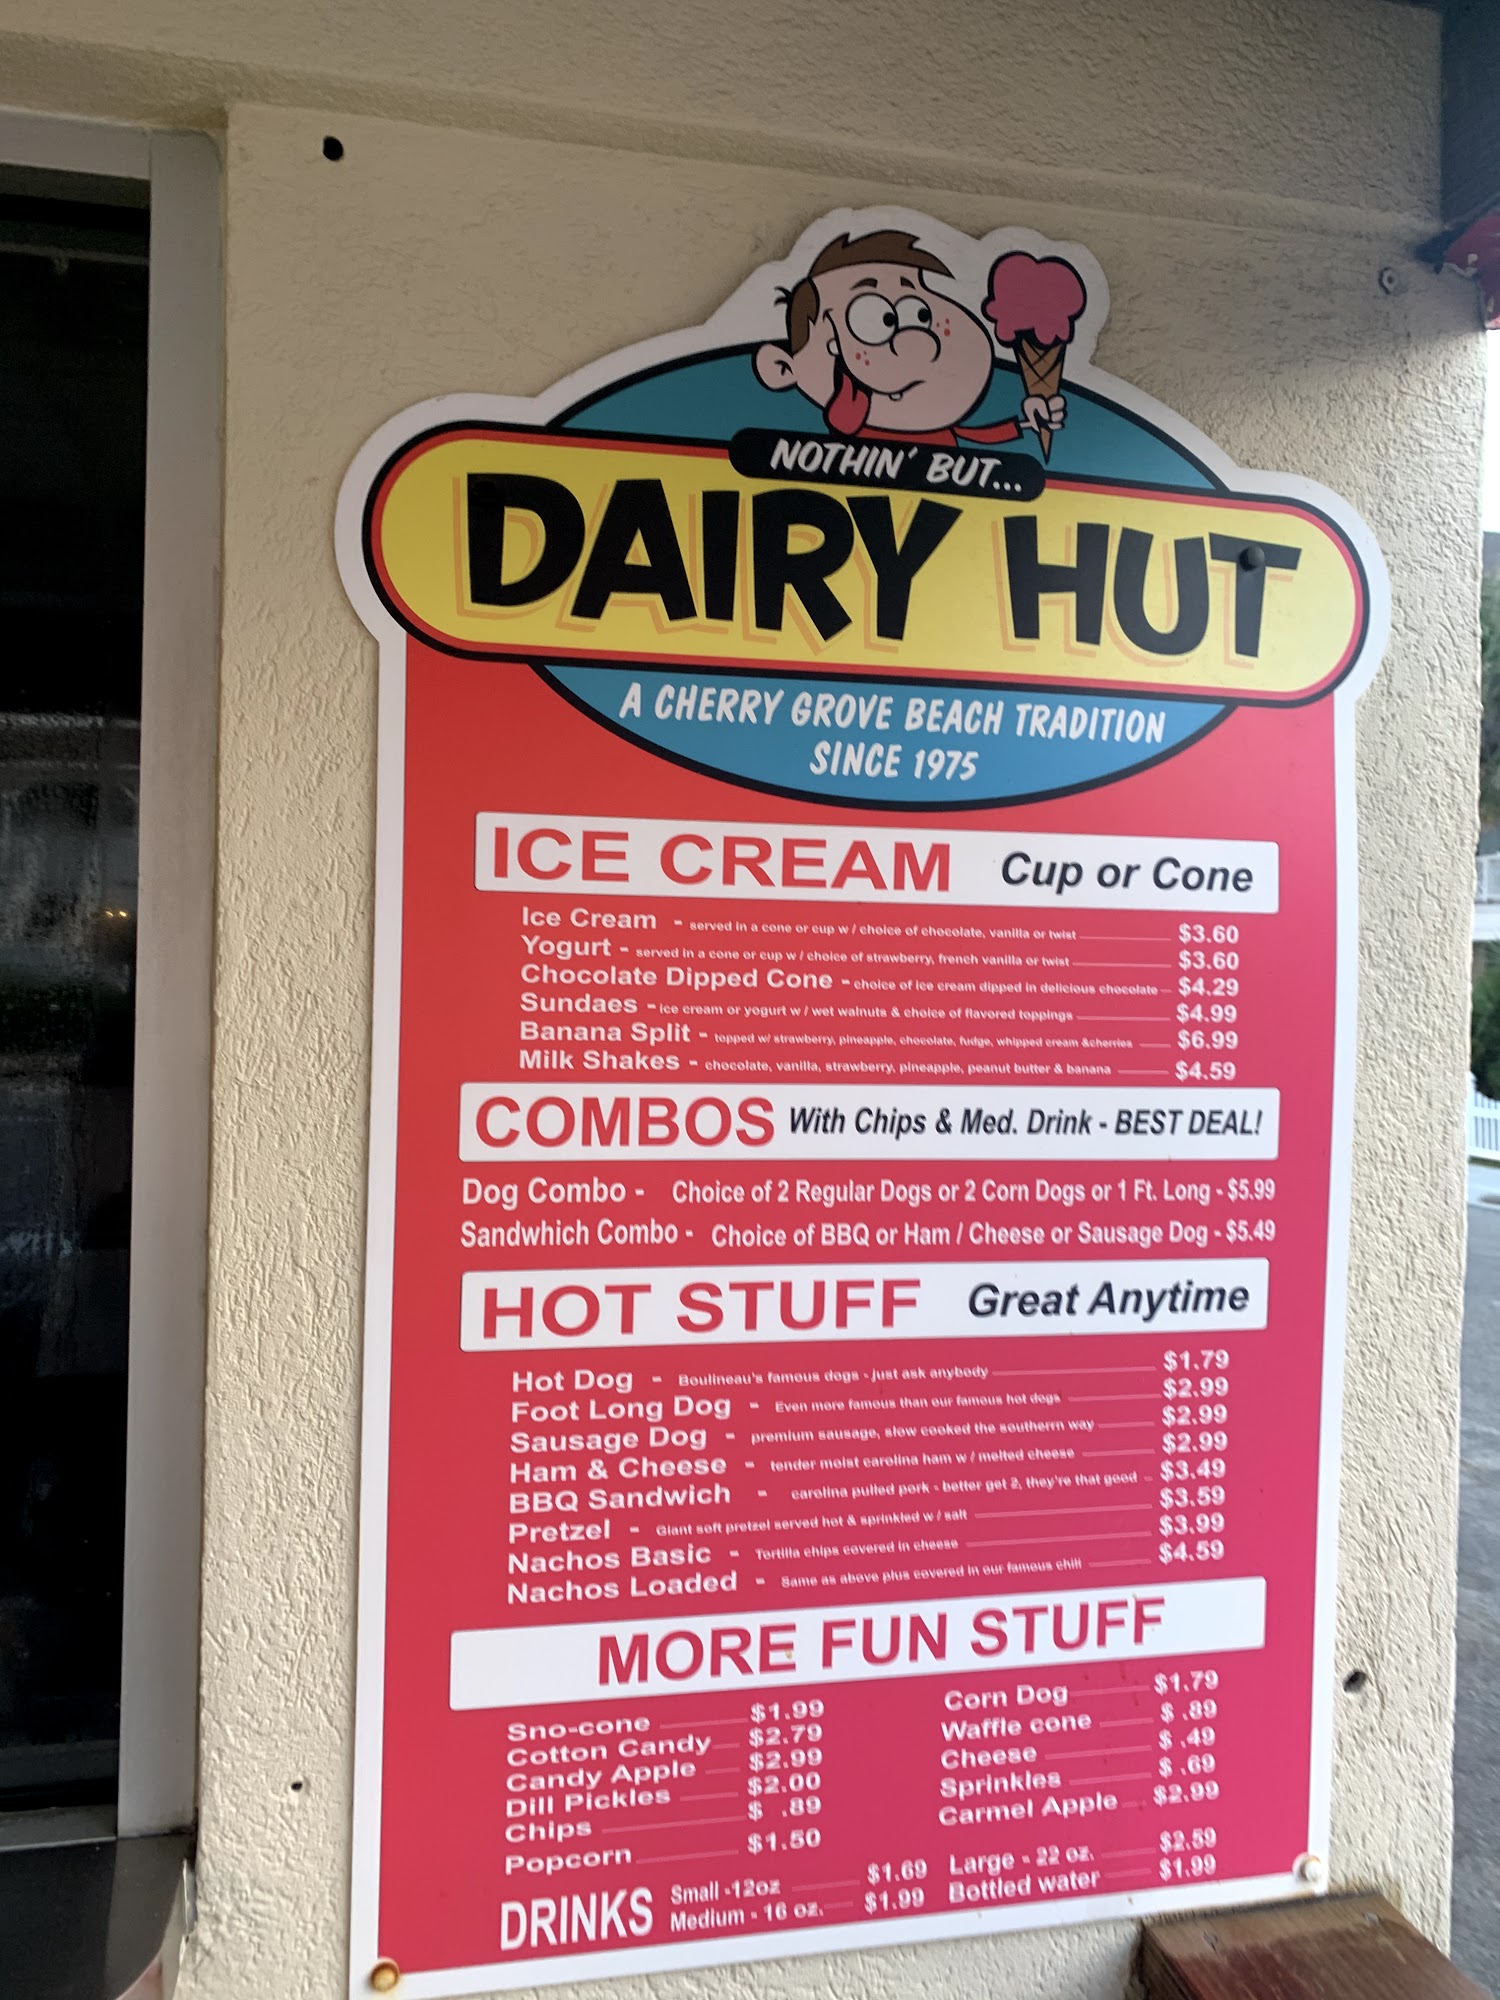 NOTHIN' BUT...
DAIRY HUT
A CHERRY GROVE BEACH TRADITION
SINCE 1975
ICE CREAM Cup or Cone
Ice Cream - served in a cone or cup w/ choice of chocolate, vanilla or twist $3.60
Yogurt - served in a cone or cup w/ choice of strawberry, french vanilla or twist $3.60
Chocolate Dipped Cone - choice of ice cream dipped in delicious chocolate $4.29
Sundaes - ice cream or yogurt w/ wet walnuts & choice of flavored toppings $4.99
Banana Split - topped w/ strawberry, pineapple, chocolate, fudge, whipped cream &cherries $6.99
Milk Shakes - chocolate, vanilla, strawberry, pineapple, peanut butter & banana $4.59
COMBOS With Chips & Med. Drink - BEST DEAL!
Dog Combo - Choice of 2 Regular Dogs or 2 Corn Dogs or 1 Ft. Long - $5.99
Sandwhich Combo - Choice of BBQ or Ham / Cheese or Sausage Dog - $5.49
HOT STUFF Great Anytime
Hot Dog - Boulineau's famous dogs - just ask anybody $1.79
Foot Long Dog - Even more famous than our famous hot dogs $2.99
Sausage Dog - premium sausage, slow cooked the southerrn way $2.99
Ham & Cheese - tender moist carolina ham w/ melted cheese $2.99
BBQ Sandwich - carolina pulled pork - better get 2, they're that good $3.49
Pretzel - Giant soft pretzel served hot & sprinkled w/ salt $3.59
Nachos Basic - Tortilla chips covered in cheese $3.99
Nachos Loaded - Same as above plus covered in our famous chili $4.59
MORE FUN STUFF
Sno-cone $1.99
Cotton Candy $2.79
Candy Apple $2.99
Dill Pickles $2.00
Chips $ .89
Popcorn $1.50
Corn Dog $1.79
Waffle cone $ .89
Cheese $ .49
Sprinkles $ .69
Carmel Apple $2.99
DRINKS
Small -12oz $1.69
Medium - 16 oz. $1.99
Large - 22 oz. $2.59
Bottled water $1.99